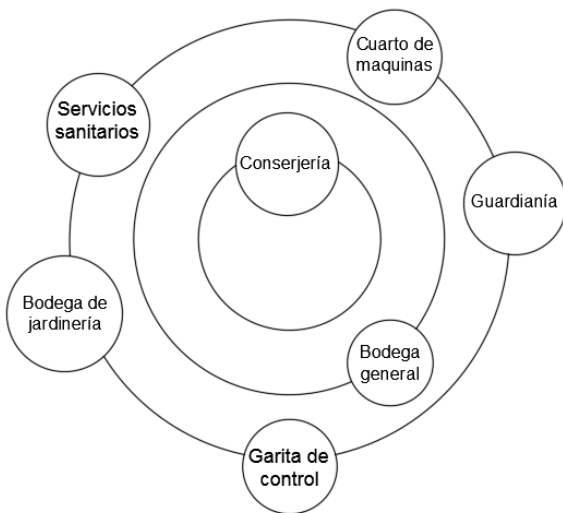 Cuarto de
maquinas
Servicios
sanitarios
Conserjería
Guardianía
Bodega de
jardinería
Bodega
general
Garita de
control